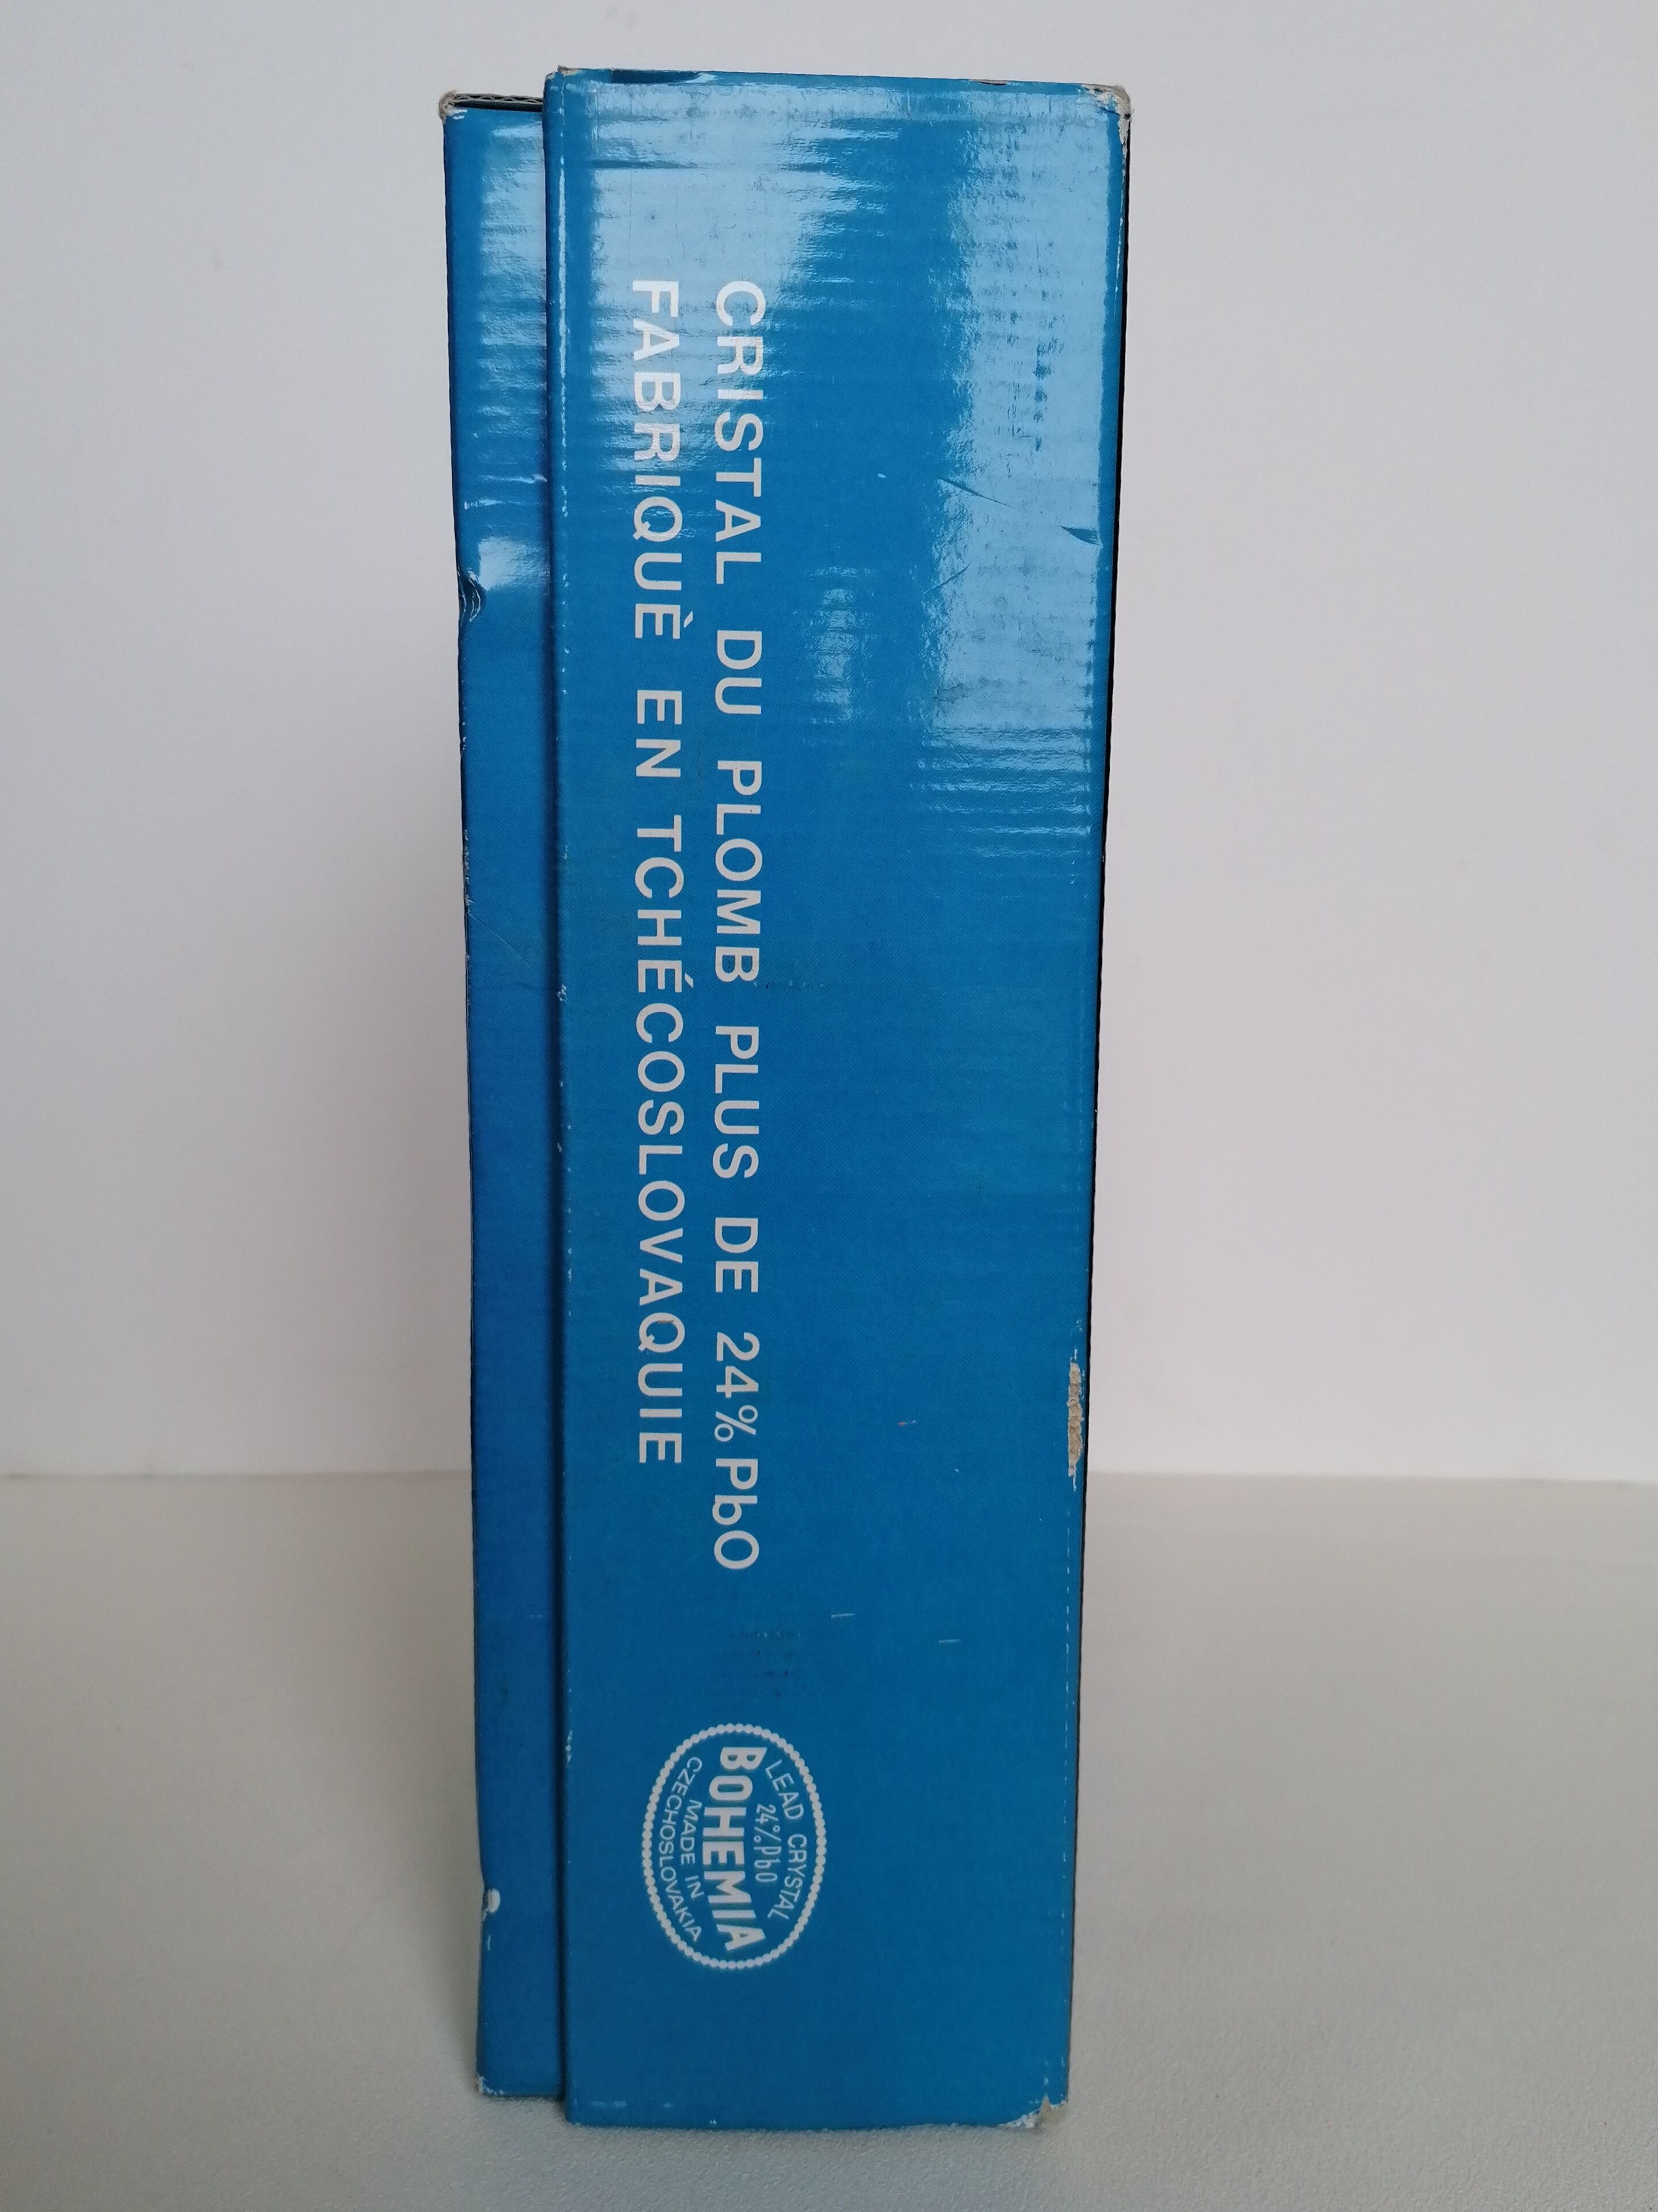 CRISTAL DU PLOMB PLUS DE 24% PbO
FABRIQUÈ EN TCHÉCOSLOVAQUIE
LEAD CRYSTAL
24% PbO
BOHEMIA
MADE IN
CZECHOSLOVAKIA